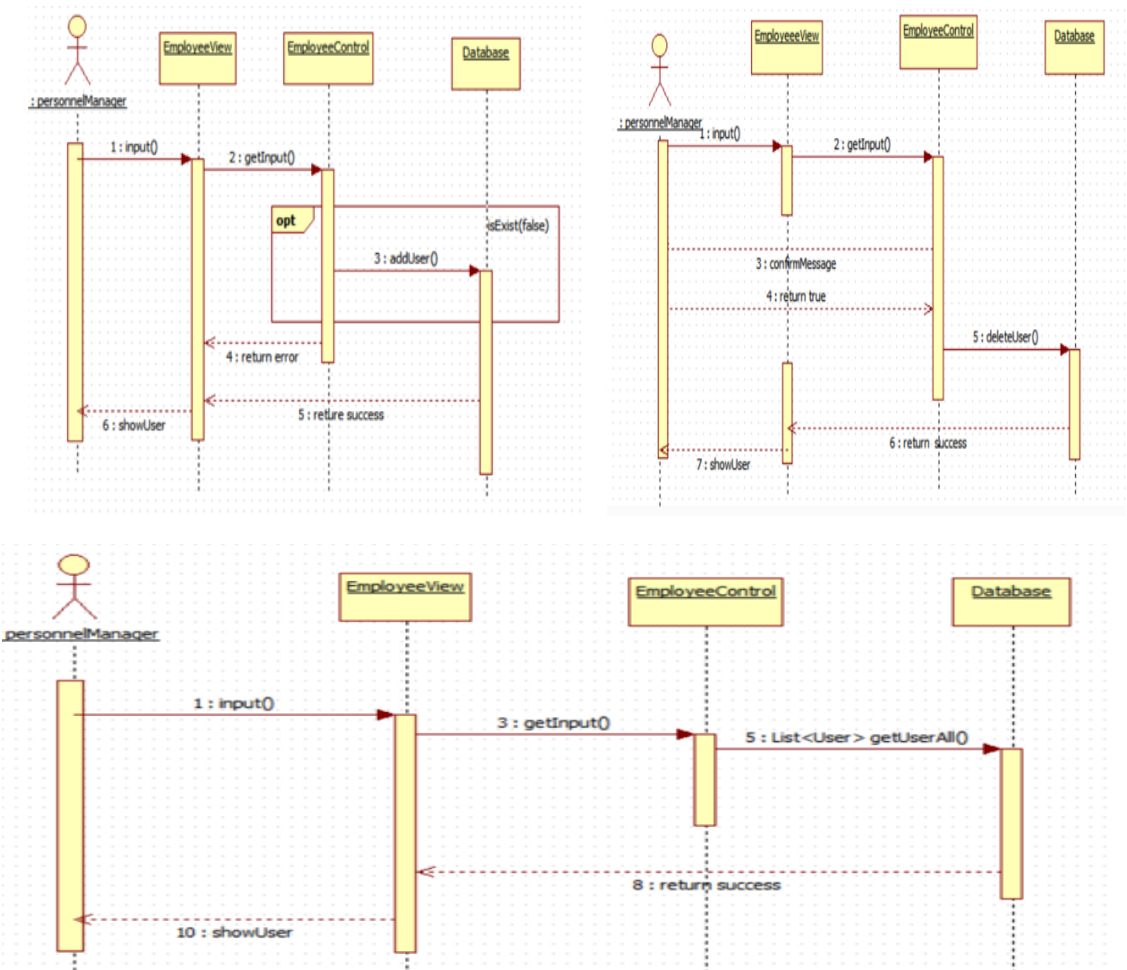 EmployeeView
EmployeeControl
Database
: personnelManager
1 : input()
2 : getInput()
opt
isExist(false)
3 : addUser()
4 : return error
5 : reture success
6 : showUser
EmployeeeView
EmployeeControl
Database
: personnelManager
1 : input()
2 : getInput()
3 : confirmMessage
4 : return true
5 : deleteUser()
6 : return success
7 : showUser
EmployeeView
EmployeeControl
Database
personnelManager
1 : input()
3 : getInput()
5 : List<User> getUserAll()
8 : return success
10 : showUser